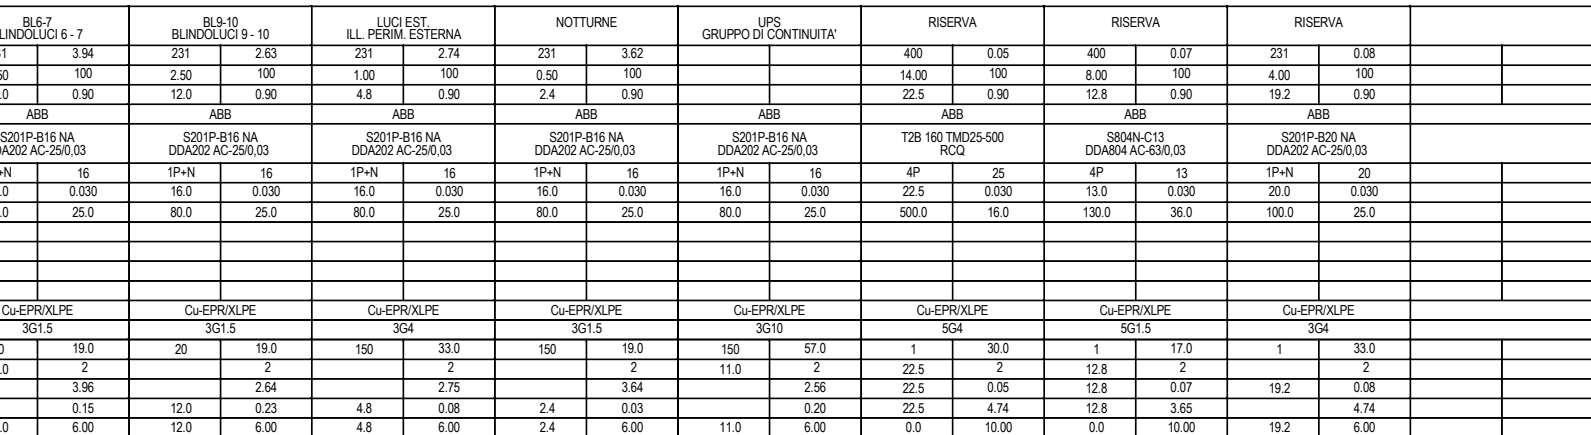 BL6-7 BL9-10 LUCI EST. NOTTURNE UPS RISERVA RISERVA RISERVA
LINDOLUCI 6 - 7 BLINDOLUCI 9 - 10 ILL. PERIM. ESTERNA GRUPPO DI CONTINUITA'
3.94 231 2.63 231 2.74 231 3.62 400 0.05 400 0.07 231 0.08
100 2.50 100 1.00 100 0.50 100 14.00 100 8.00 100 4.00 100
.0 0.90 12.0 0.90 4.8 0.90 2.4 0.90 22.5 0.90 12.8 0.90 19.2 0.90
ABB ABB ABB ABB ABB ABB ABB ABB
S201P-B16 NA S201P-B16 NA S201P-B16 NA S201P-B16 NA S201P-B16 NA T2B 160 TMD25-500 S804N-C13 S201P-B20 NA
A202 AC-25/0,03 DDA202 AC-25/0,03 DDA202 AC-25/0,03 DDA202 AC-25/0,03 DDA202 AC-25/0,03 RCQ DDA804 AC-63/0,03 DDA202 AC-25/0,03
+N 16 1P+N 16 1P+N 16 1P+N 16 1P+N 16 4P 25 4P 13 1P+N 20
.0 0.030 16.0 0.030 16.0 0.030 16.0 0.030 16.0 0.030 22.5 0.030 13.0 0.030 20.0 0.030
.0 25.0 80.0 25.0 80.0 25.0 80.0 25.0 80.0 25.0 500.0 16.0 130.0 36.0 100.0 25.0
Cu-EPR/XLPE Cu-EPR/XLPE Cu-EPR/XLPE Cu-EPR/XLPE Cu-EPR/XLPE Cu-EPR/XLPE Cu-EPR/XLPE Cu-EPR/XLPE
3G1.5 3G1.5 3G4 3G1.5 3G10 5G4 5G1.5 3G4
19.0 20 19.0 150 33.0 150 19.0 150 57.0 1 30.0 1 17.0 1 33.0
.0 2 2 2 2 11.0 2 22.5 2 12.8 2 2
3.96 2.64 2.75 3.64 2.56 22.5 0.05 12.8 0.07 19.2 0.08
0.15 12.0 0.23 4.8 0.08 2.4 0.03 0.20 22.5 4.74 12.8 3.65 4.74
.0 6.00 12.0 6.00 4.8 6.00 2.4 6.00 11.0 6.00 0.0 10.00 0.0 10.00 19.2 6.00